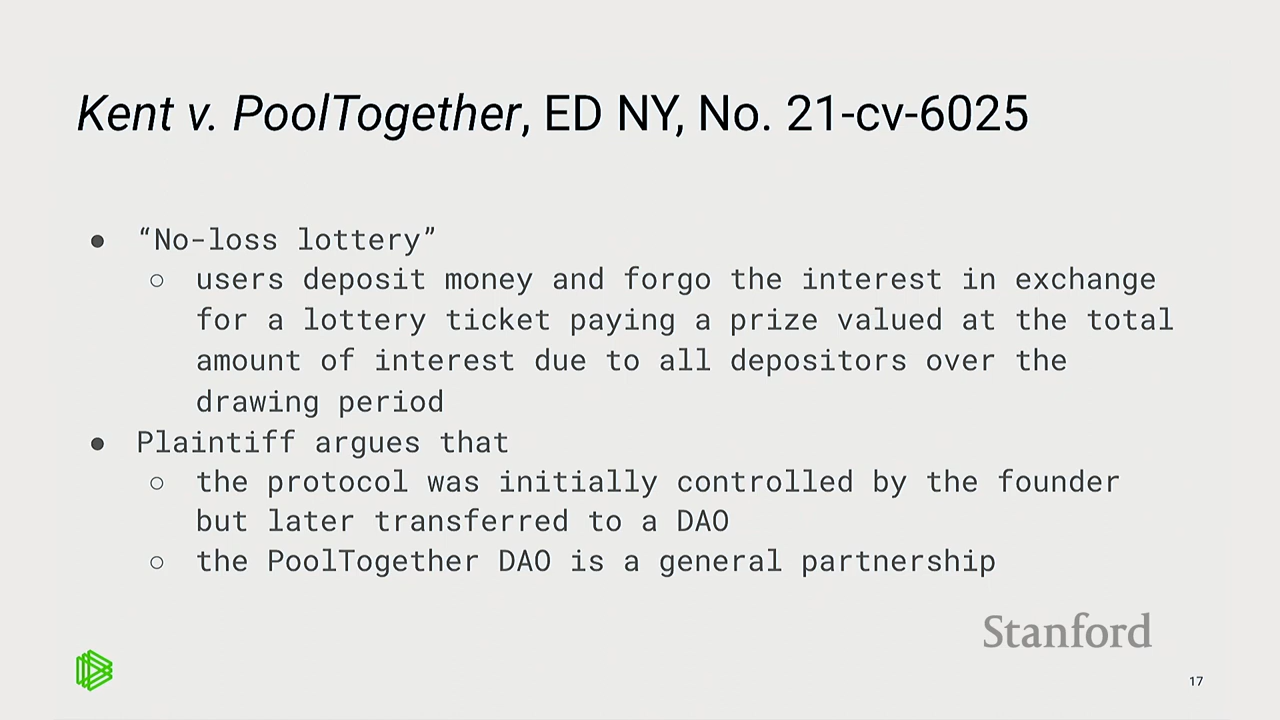 Kent v. PoolTogether, ED NY, No. 21-cv-6025
● “No-loss lottery”
○ users deposit money and forgo the interest in exchange
for a lottery ticket paying a prize valued at the total
amount of interest due to all depositors over the
drawing period
● Plaintiff argues that
○ the protocol was initially controlled by the founder
but later transferred to a DAO
○ the PoolTogether DAO is a general partnership
Stanford
17